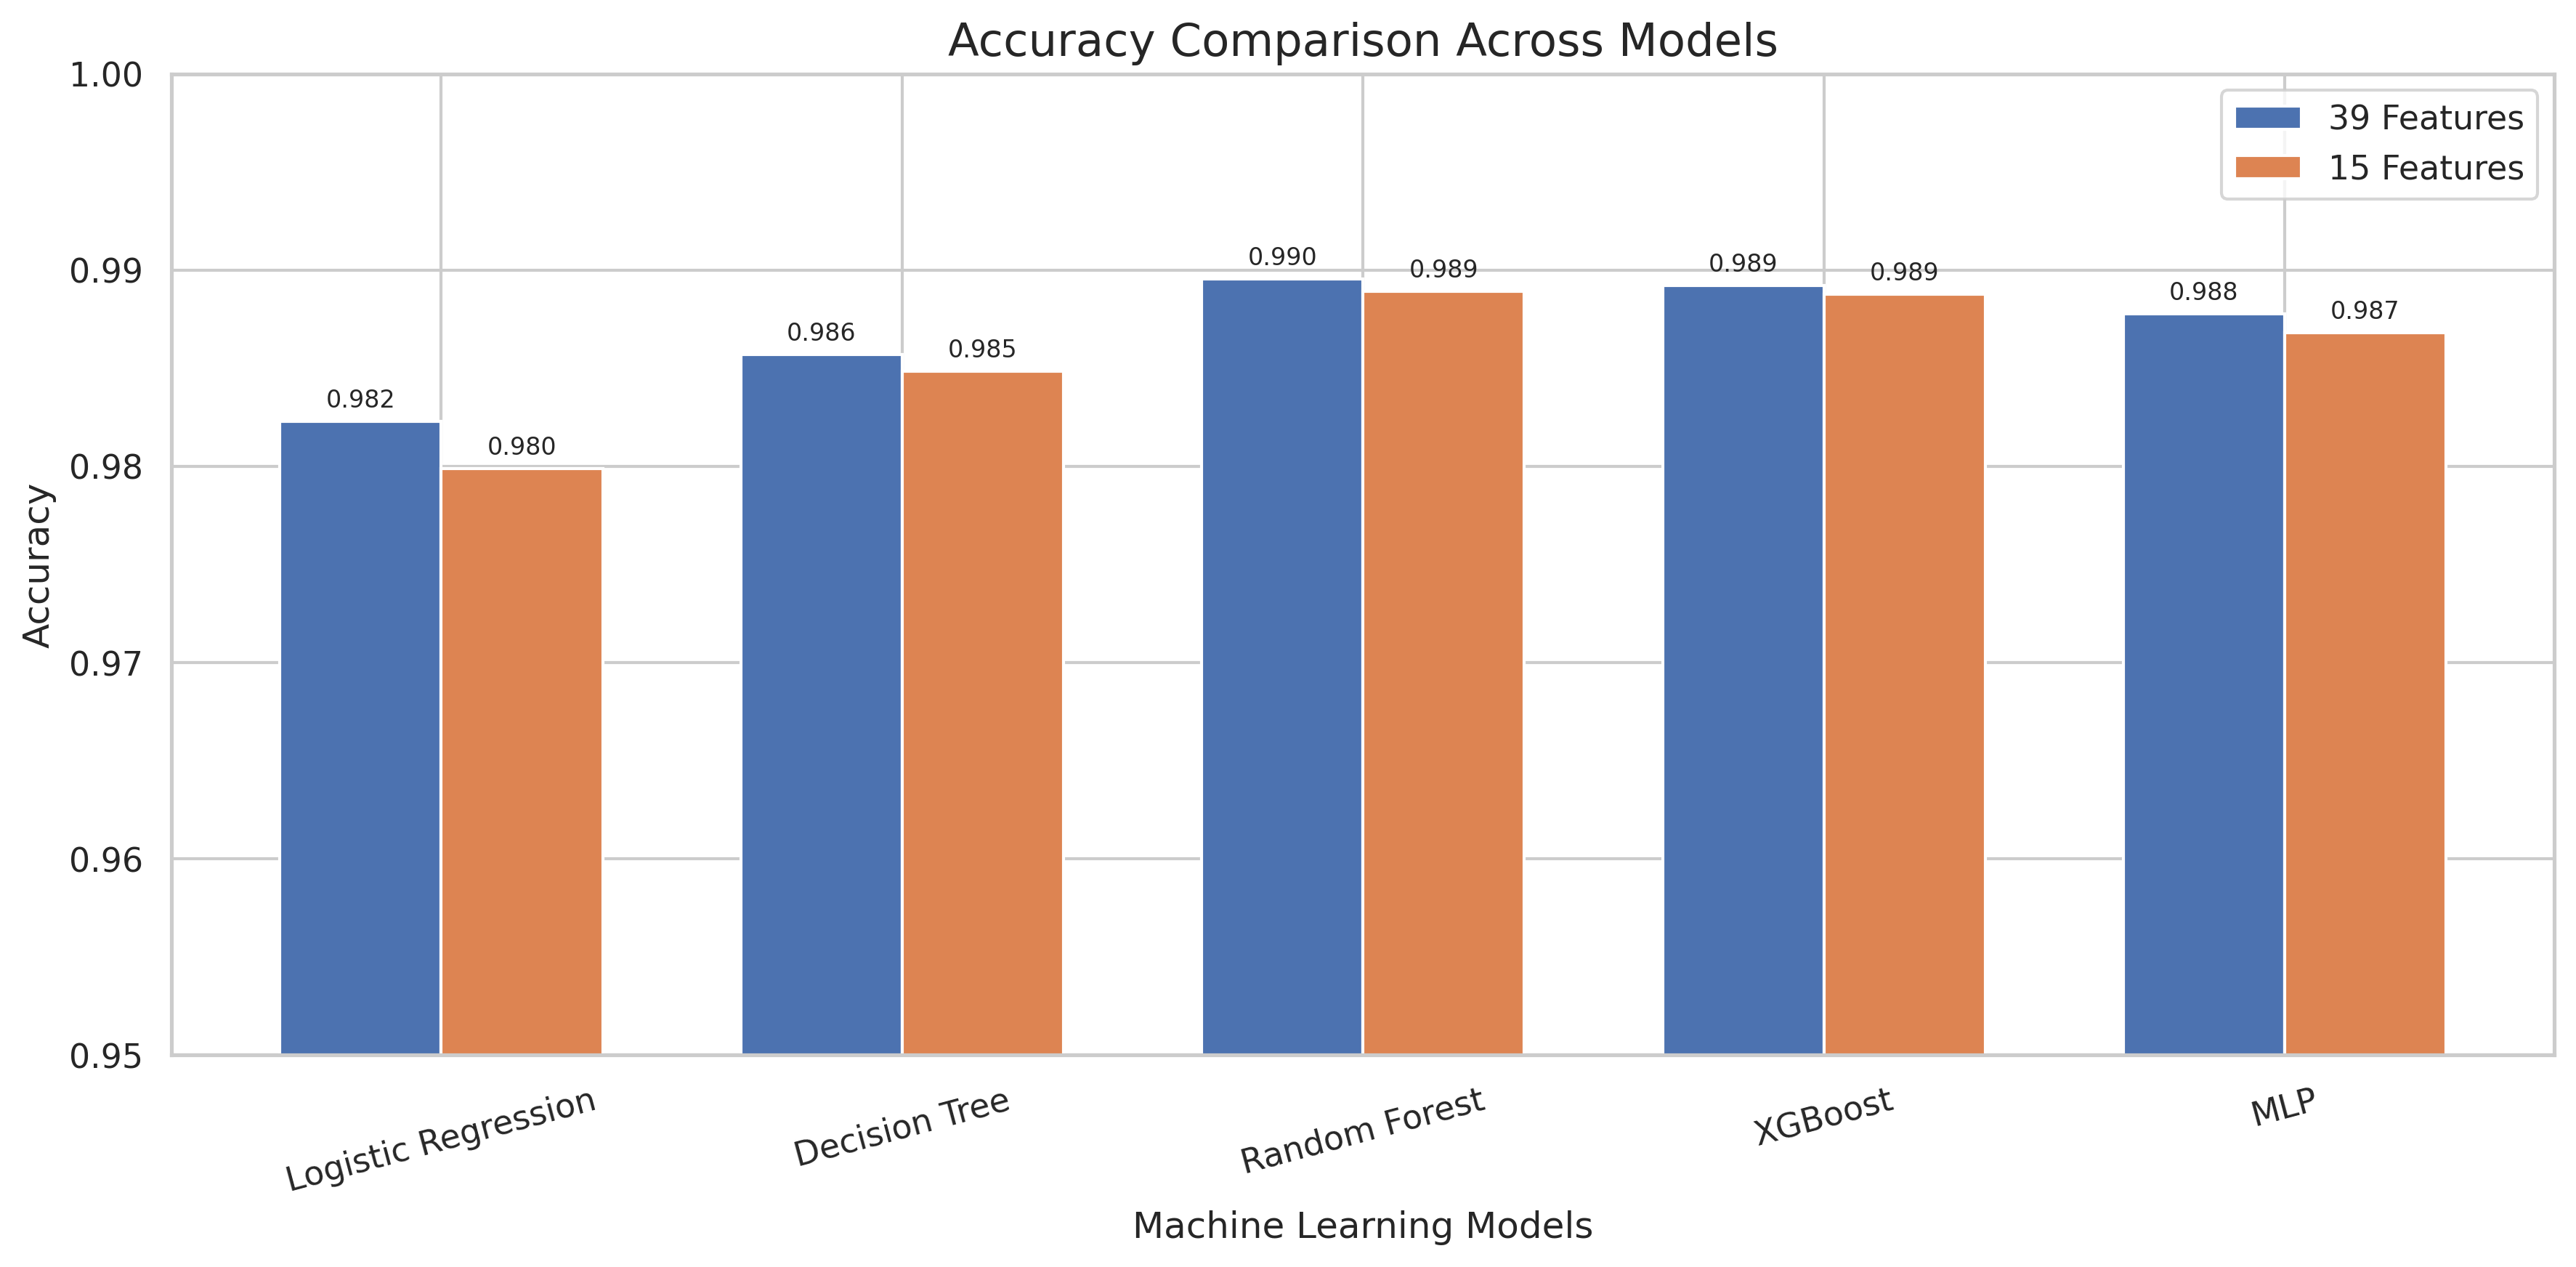 Accuracy Comparison Across Models
1.00
0.99
0.98
0.97
0.96
0.95
Accuracy
39 Features
15 Features
0.982
0.980
0.986
0.985
0.990
0.989
0.989
0.989
0.988
0.987
Logistic Regression
Decision Tree
Random Forest
XGBoost
MLP
Machine Learning Models